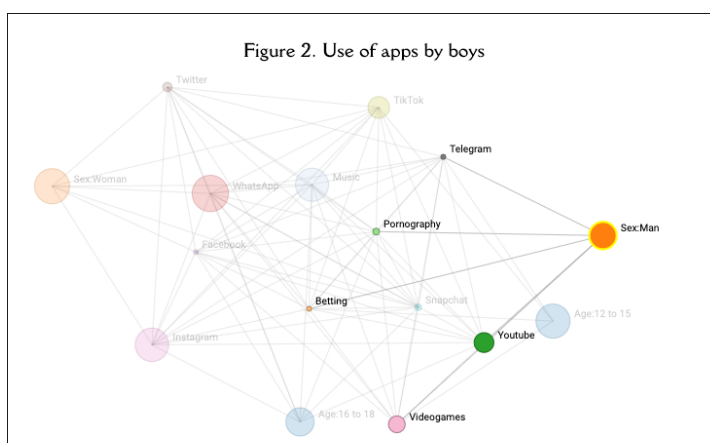 Figure 2. Use of apps by boys
Twitter
TikTok
Telegram
Sex:Woman
WhatsApp
Music
Pornography
Sex:Man
Facebook
Betting
Snapchat
Age:12 to 15
Instagram
Youtube
Age:16 to 18
Videogames